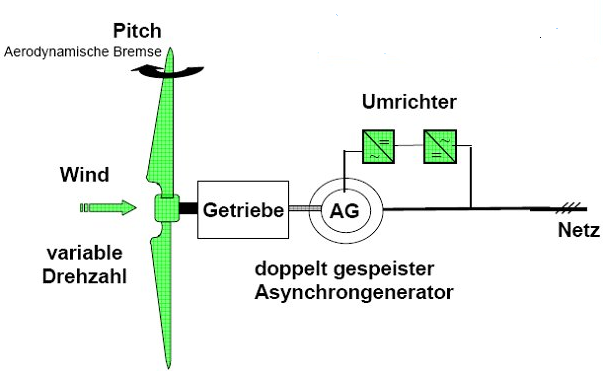 Pitch
Aerodynamische Bremse
Umrichter
=
~
~
=
Wind
Getriebe
AG
Netz
variable
Drehzahl
doppelt gespeister
Asynchrongenerator